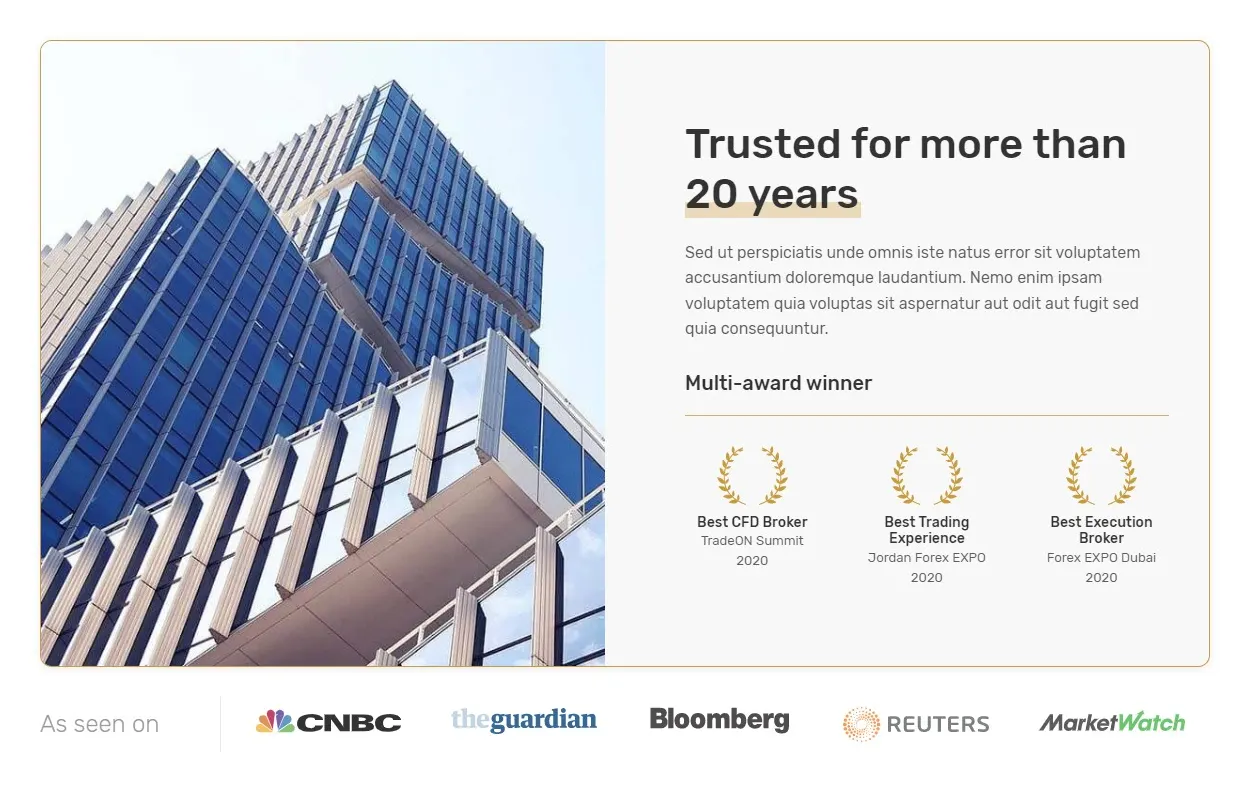 Trusted for more than
20 years
Sed ut perspiciatis unde omnis iste natus error sit voluptatem
accusantium doloremque laudantium. Nemo enim ipsam
voluptatem quia voluptas sit aspernatur aut odit aut fugit sed
quia consequuntur.
Multi-award winner
Best CFD Broker
TradeON Summit
2020
Best Trading
Experience
Jordan Forex EXPO
2020
Best Execution
Broker
Forex EXPO Dubai
2020
As seen on
CNBC
theguardian
Bloomberg
REUTERS
MarketWatch